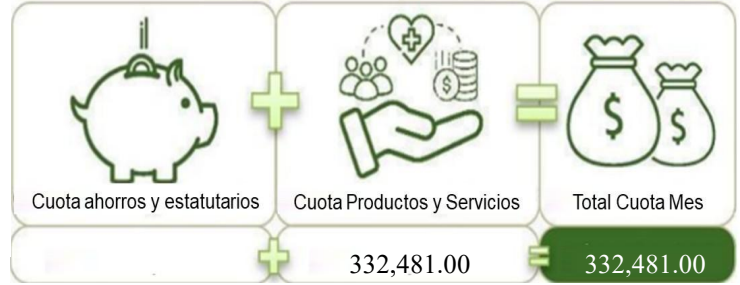 Cuota ahorros y estatutarios Cuota Productos y Servicios Total Cuota Mes
332,481.00 332,481.00